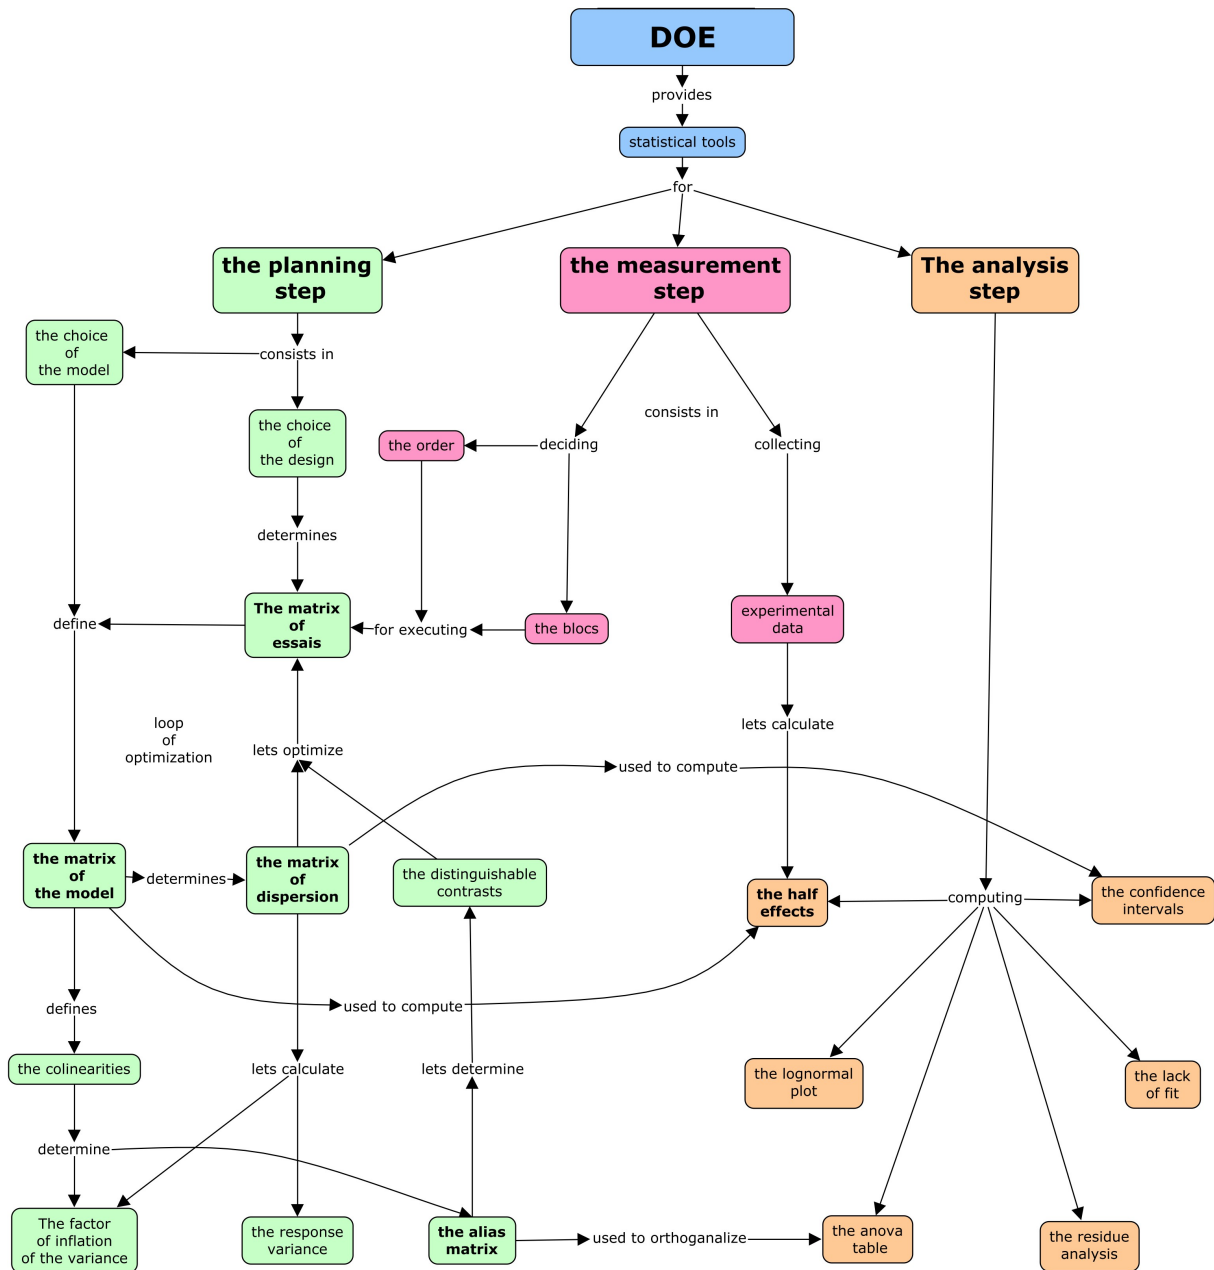 DOE
provides
statistical tools
for
the planning
step
the measurement
step
The analysis
step
the choice
of
the model
consists in
the choice
of
the design
consists in
the order
deciding
collecting
determines
The matrix
of
essais
define
for executing
the blocs
experimental
data
loop
of
optimization
lets optimize
lets calculate
used to compute
the matrix
of
the model
determines
the matrix
of
dispersion
the distinguishable
contrasts
the half
effects
computing
the confidence
intervals
defines
used to compute
the colinearities
lets calculate
lets determine
the lognormal
plot
the lack
of fit
determine
The factor
of inflation
of the variance
the response
variance
the alias
matrix
used to orthoganalize
the anova
table
the residue
analysis